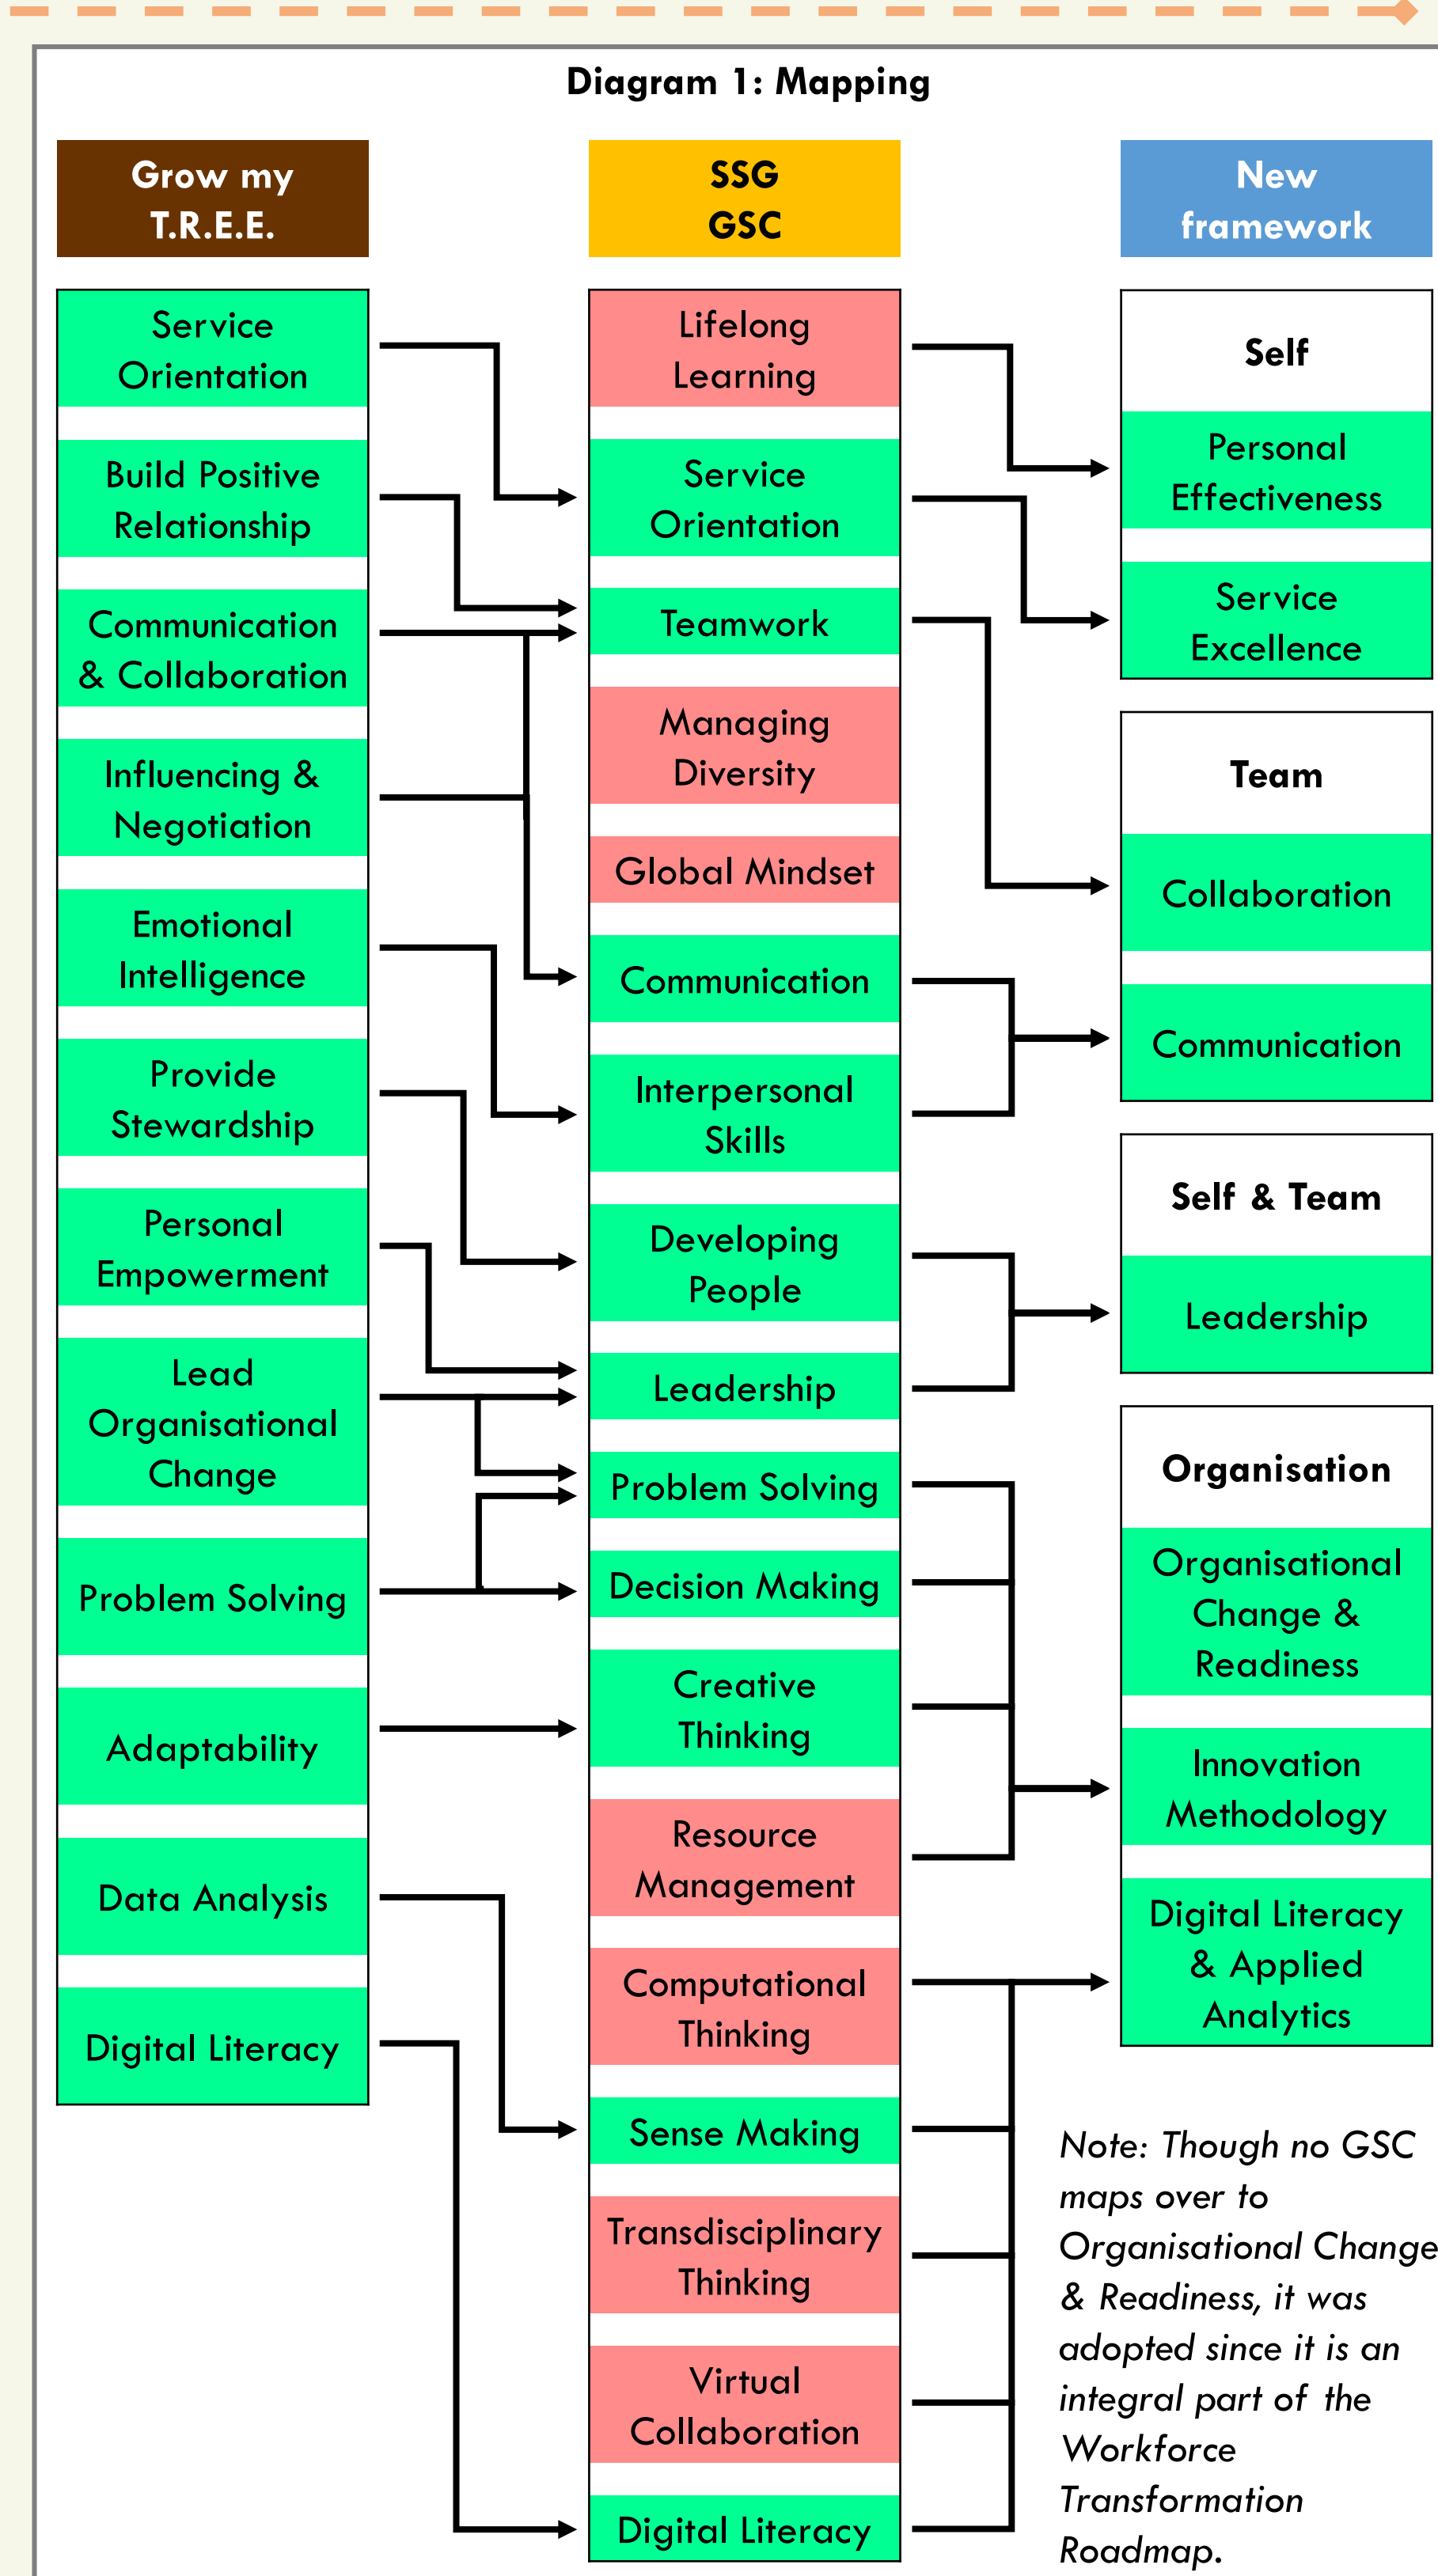 Diagram 1: Mapping
Grow my
T.R.E.E.
Service
Orientation
Build Positive
Relationship
Communication
& Collaboration
Influencing &
Negotiation
Emotional
Intelligence
Provide
Stewardship
Personal
Empowerment
Lead
Organisational
Change
Problem Solving
Adaptability
Data Analysis
Digital Literacy
SSG
GSC
Lifelong
Learning
Service
Orientation
Teamwork
Managing
Diversity
Global Mindset
Communication
Interpersonal
Skills
Developing
People
Leadership
Problem Solving
Decision Making
Creative
Thinking
Resource
Management
Computational
Thinking
Sense Making
Transdisciplinary
Thinking
Virtual
Collaboration
Digital Literacy
New
framework
Self
Personal
Effectiveness
Service
Excellence
Team
Collaboration
Communication
Self & Team
Leadership
Organisation
Organisational
Change &
Readiness
Innovation
Methodology
Digital Literacy
& Applied
Analytics
Note: Though no GSC
maps over to
Organisational Change
& Readiness, it was
adopted since it is an
integral part of the
Workforce
Transformation
Roadmap.